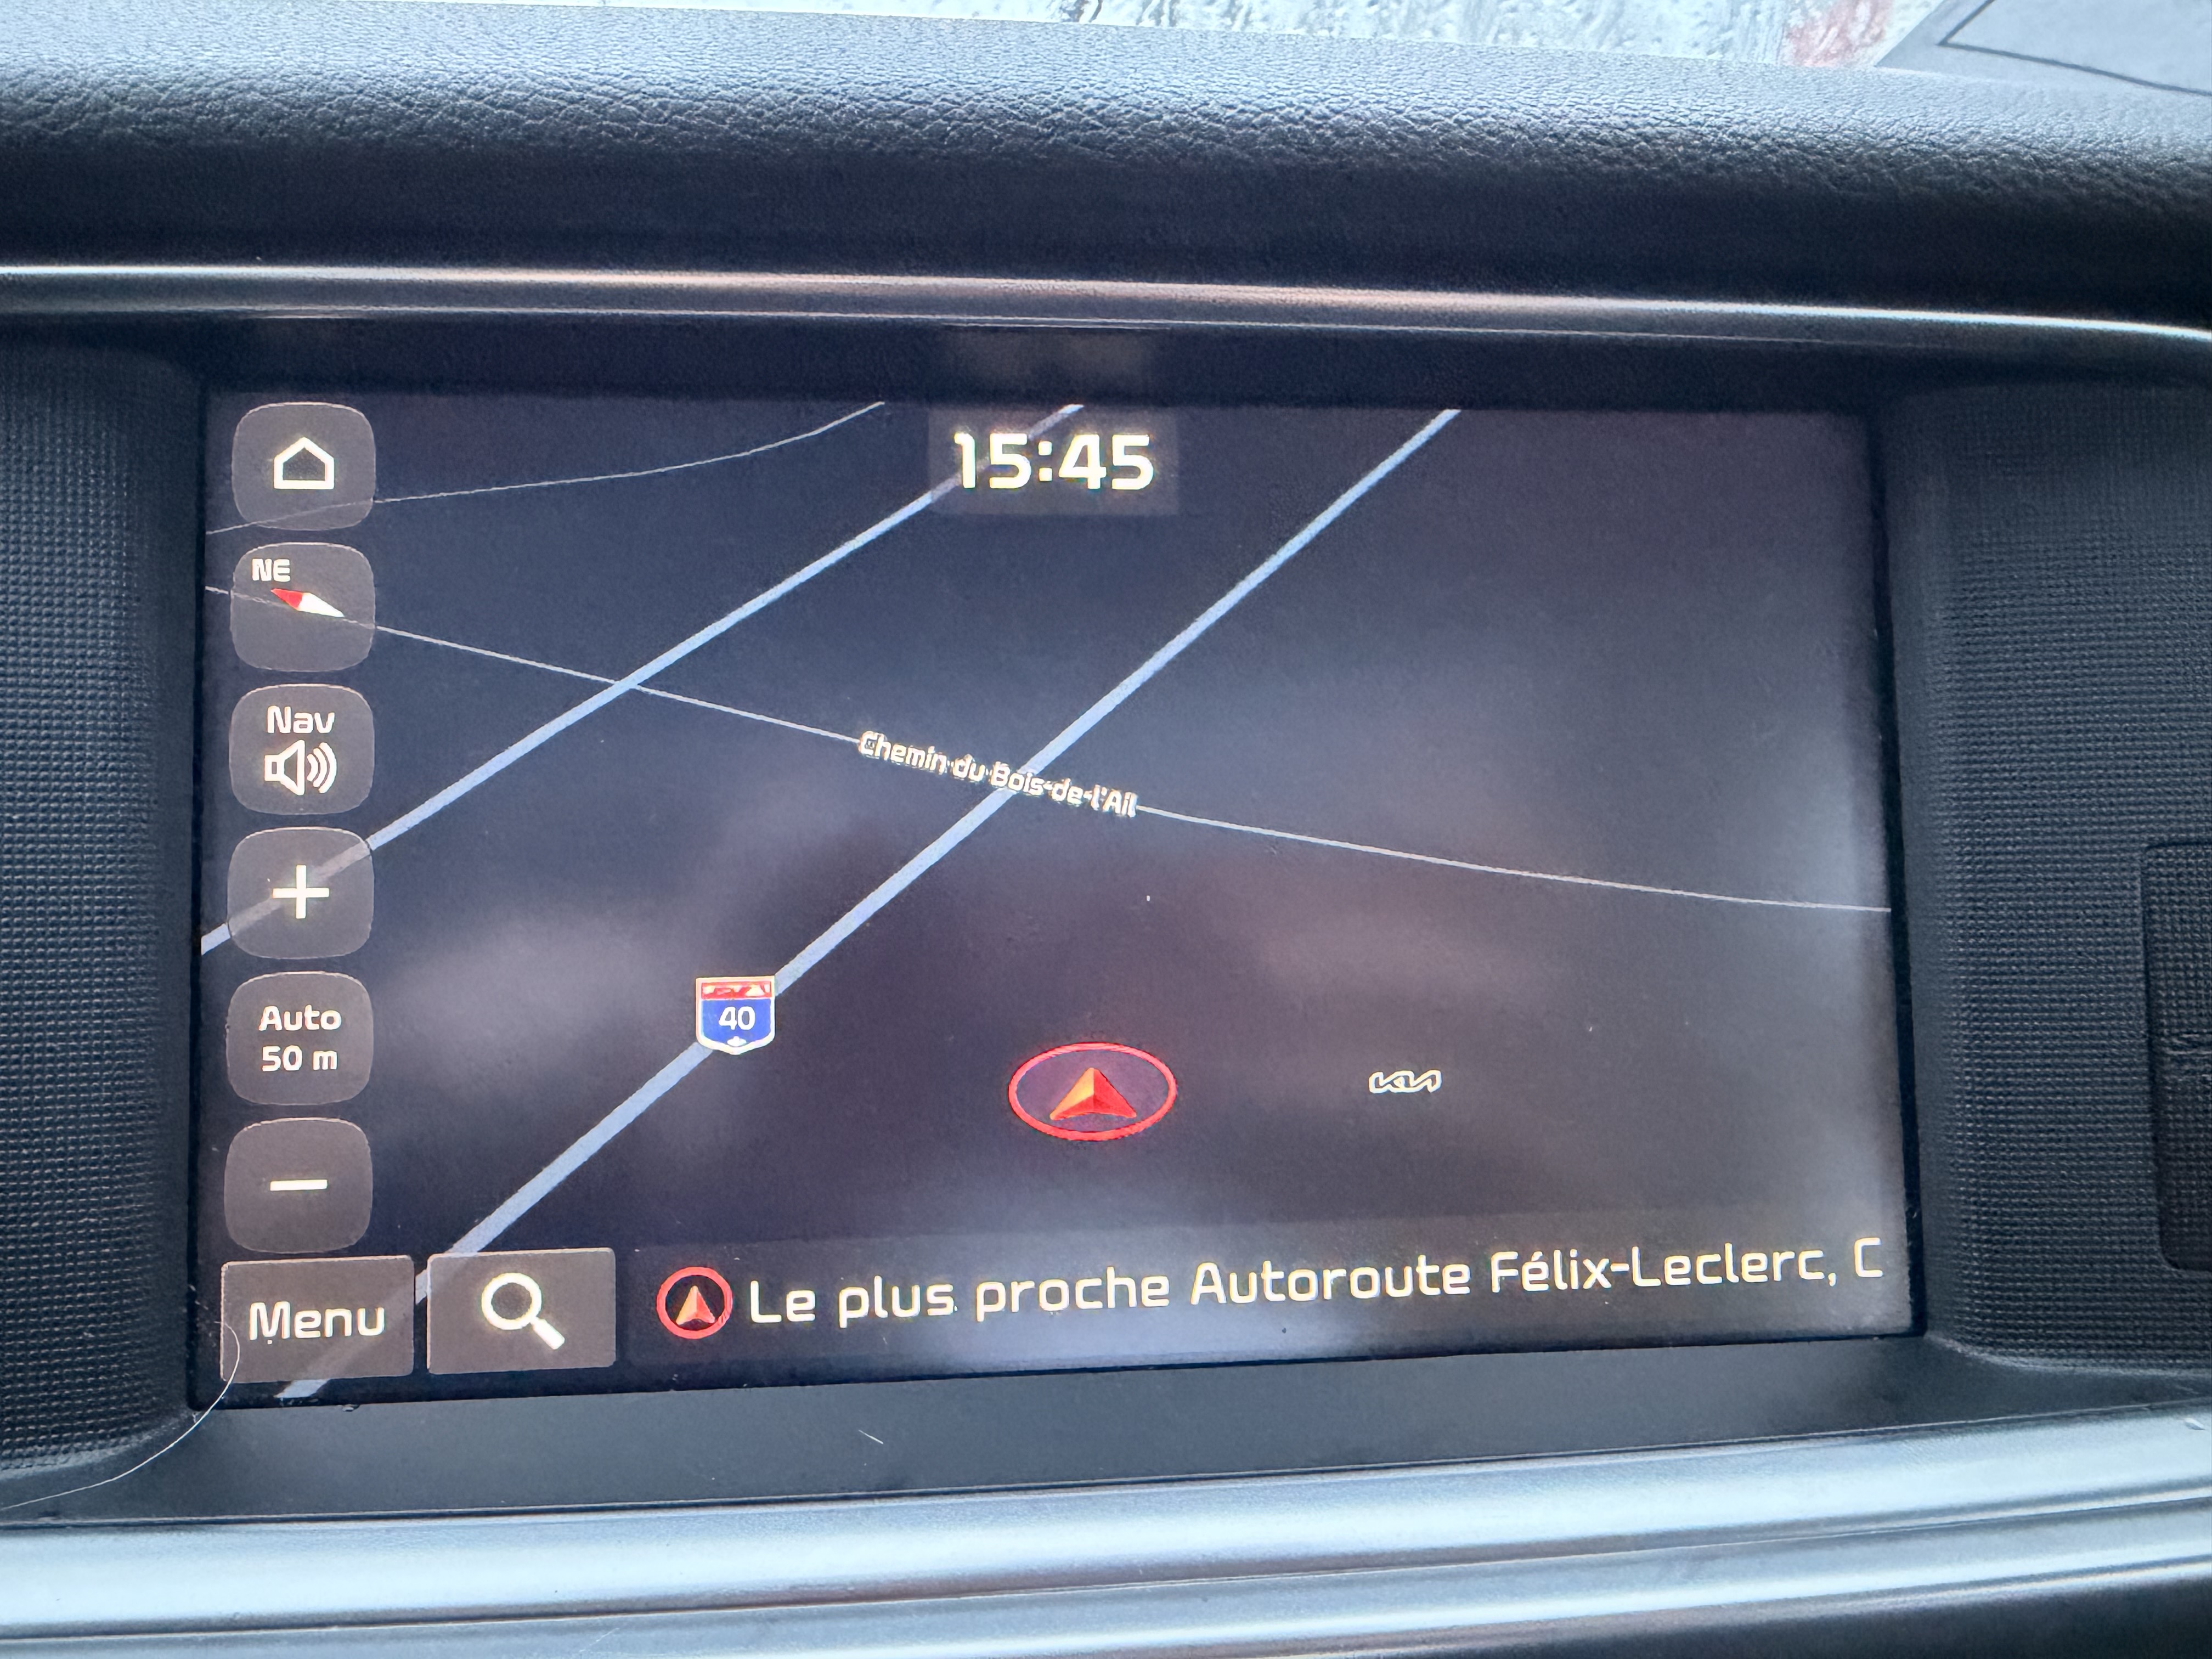 15:45
NE
Nav
Chemin du Bois-de-l'Ail
40
Auto
50 m
KIA
Menu
Le plus proche Autoroute Félix-Leclerc, C